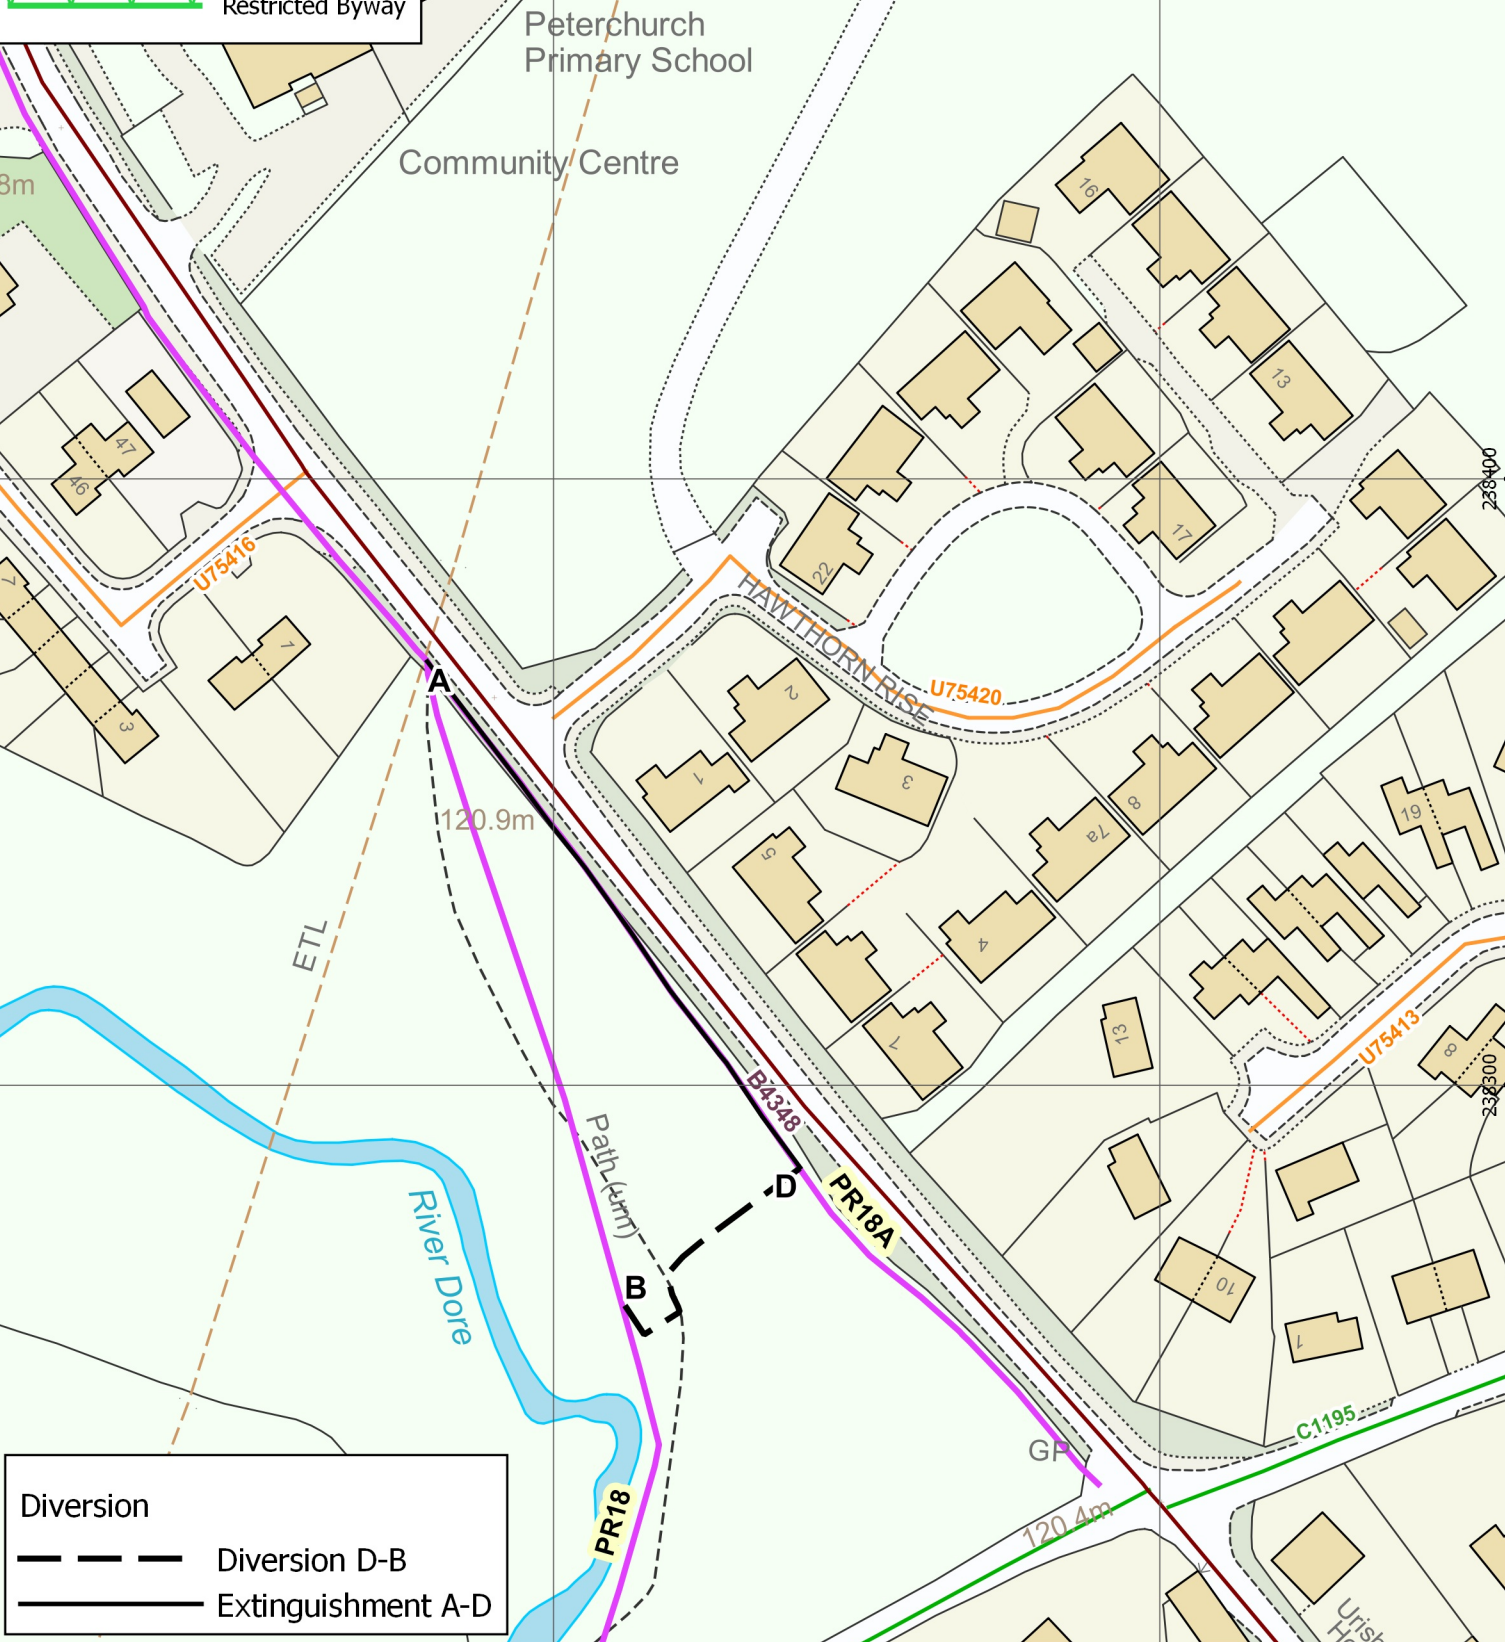 Restricted Byway
Peterchurch
Primary School
Community Centre
8m
16
13
17
22
47
46
U75416
7
1
3
HAWTHORN RISE
U75420
2
1
3
5
8
7a
4
7
19
238400
A
120.9m
ETL
13
U75413
8
238300
B4348
Path (um)
D
PR18A
B
River Dore
10
7
C1195
GP
120.4m
PR18
Diversion
Diversion D-B
Extinguishment A-D